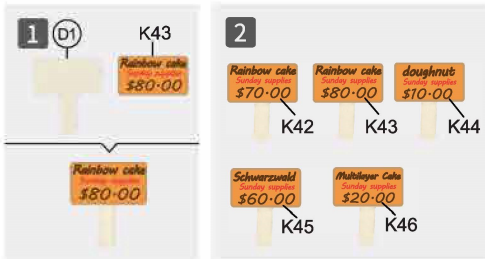 1
D1
K43
Rainbow cake
Sunday supplies
$80.00
Rainbow cake
Sunday supplies
$80.00
2
Rainbow cake
Sunday supplies
$70.00
K42
Rainbow cake
Sunday supplies
$80.00
K43
doughnut
Sunday supplies
$10.00
K44
Schwarzwald
Sunday supplies
$60.00
K45
Multilayer Cake
Sunday supplies
$20.00
K46